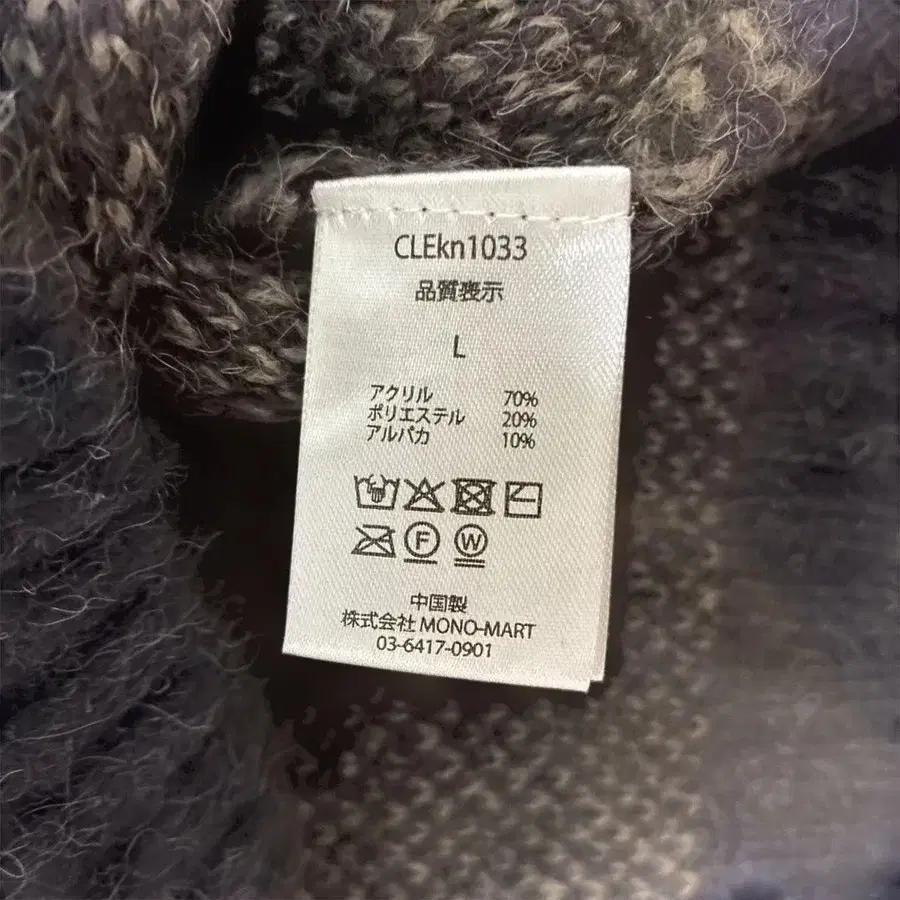 CLEkn1033
品質表示
L
アクリル 70%
ポリエステル 20%
アルパカ 10%
F W
中国製
株式会社 MONO-MART
03-6417-0901